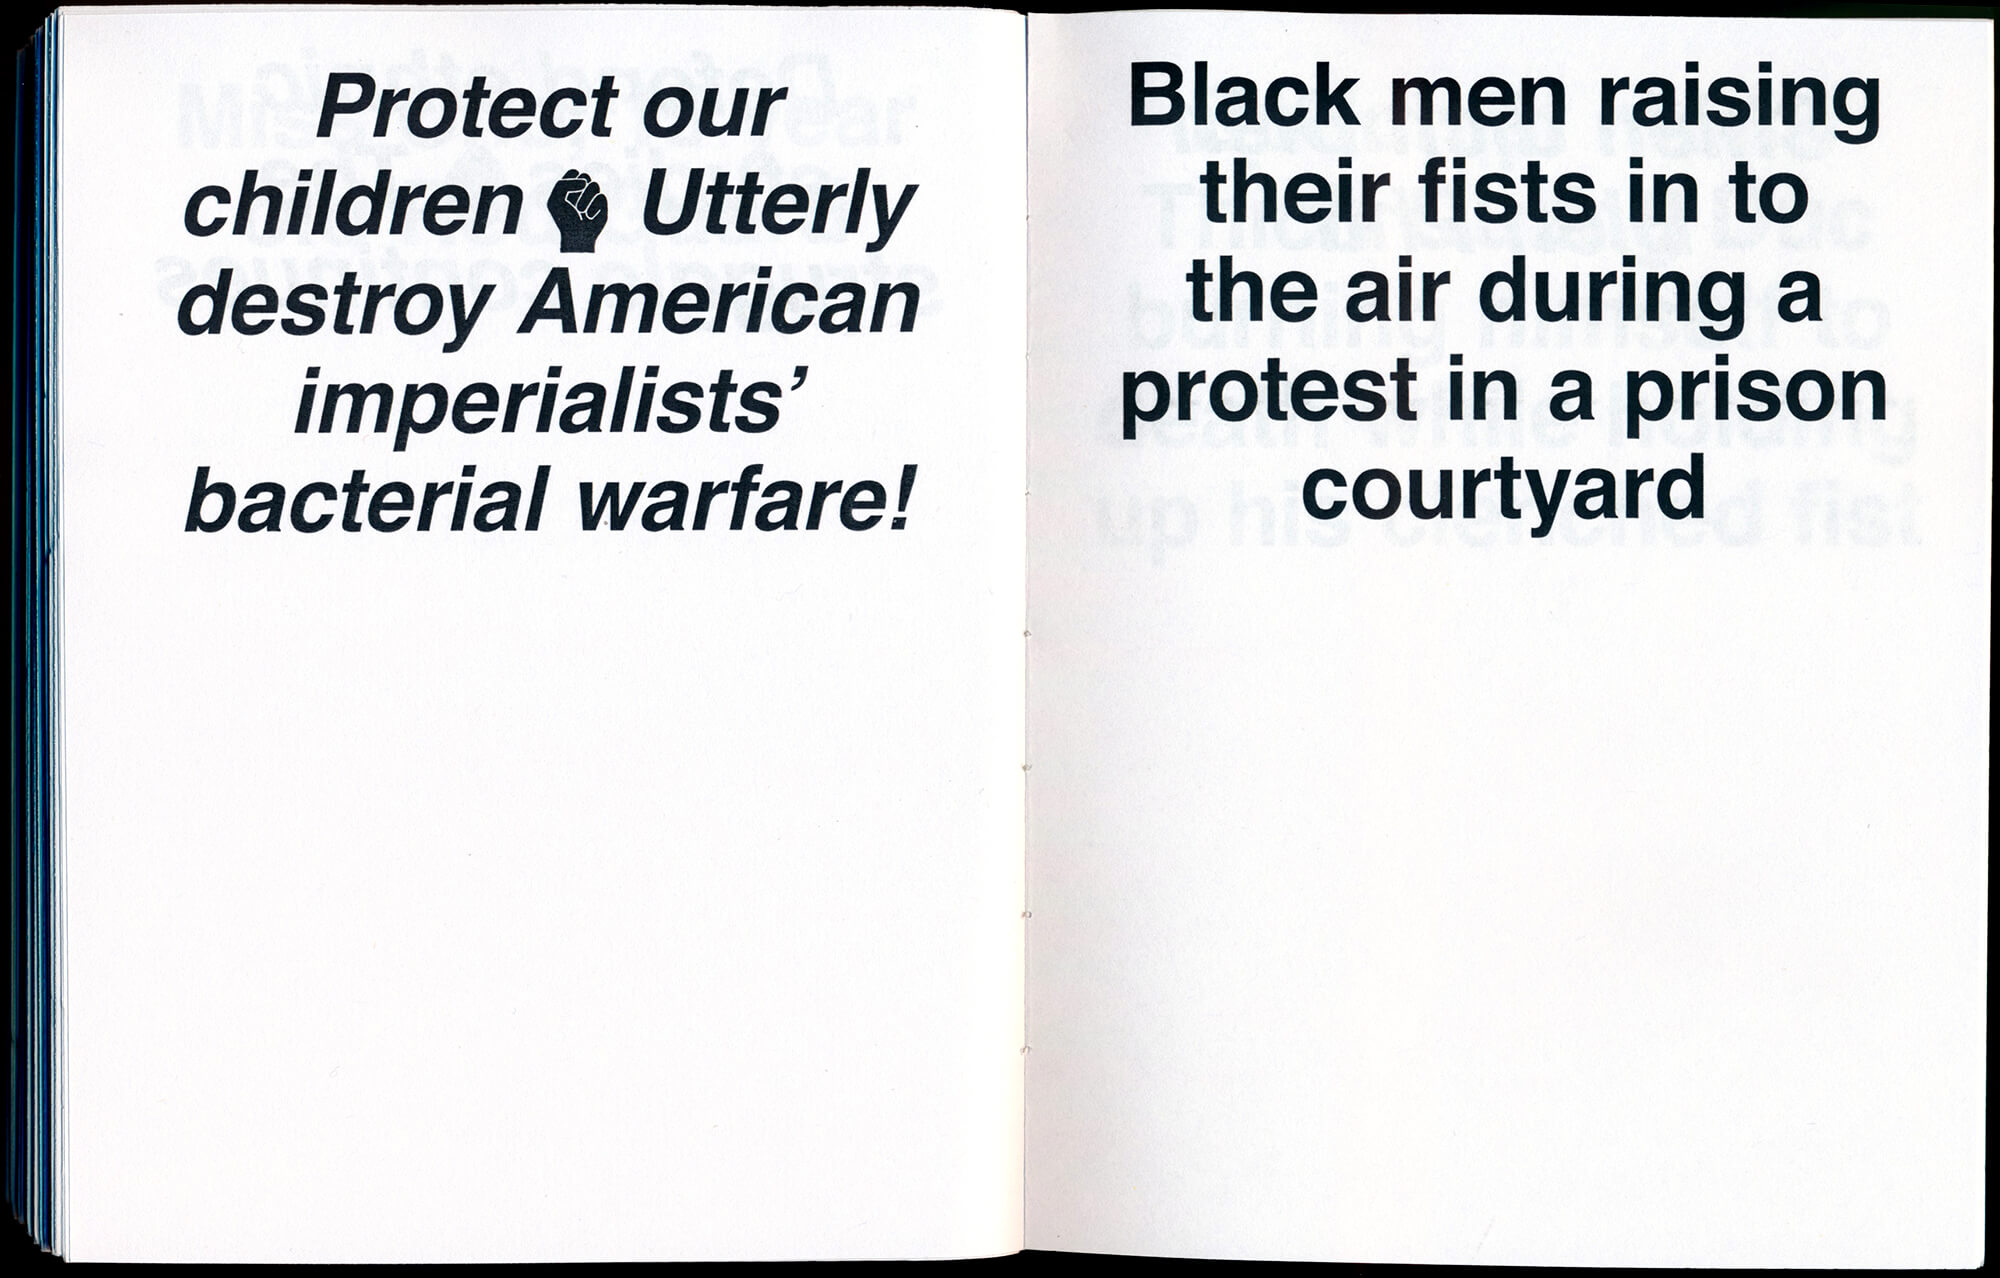 Protect our
children ✊ Utterly
destroy American
imperialists’
bacterial warfare!
Black men raising
their fists in to
the air during a
protest in a prison
courtyard